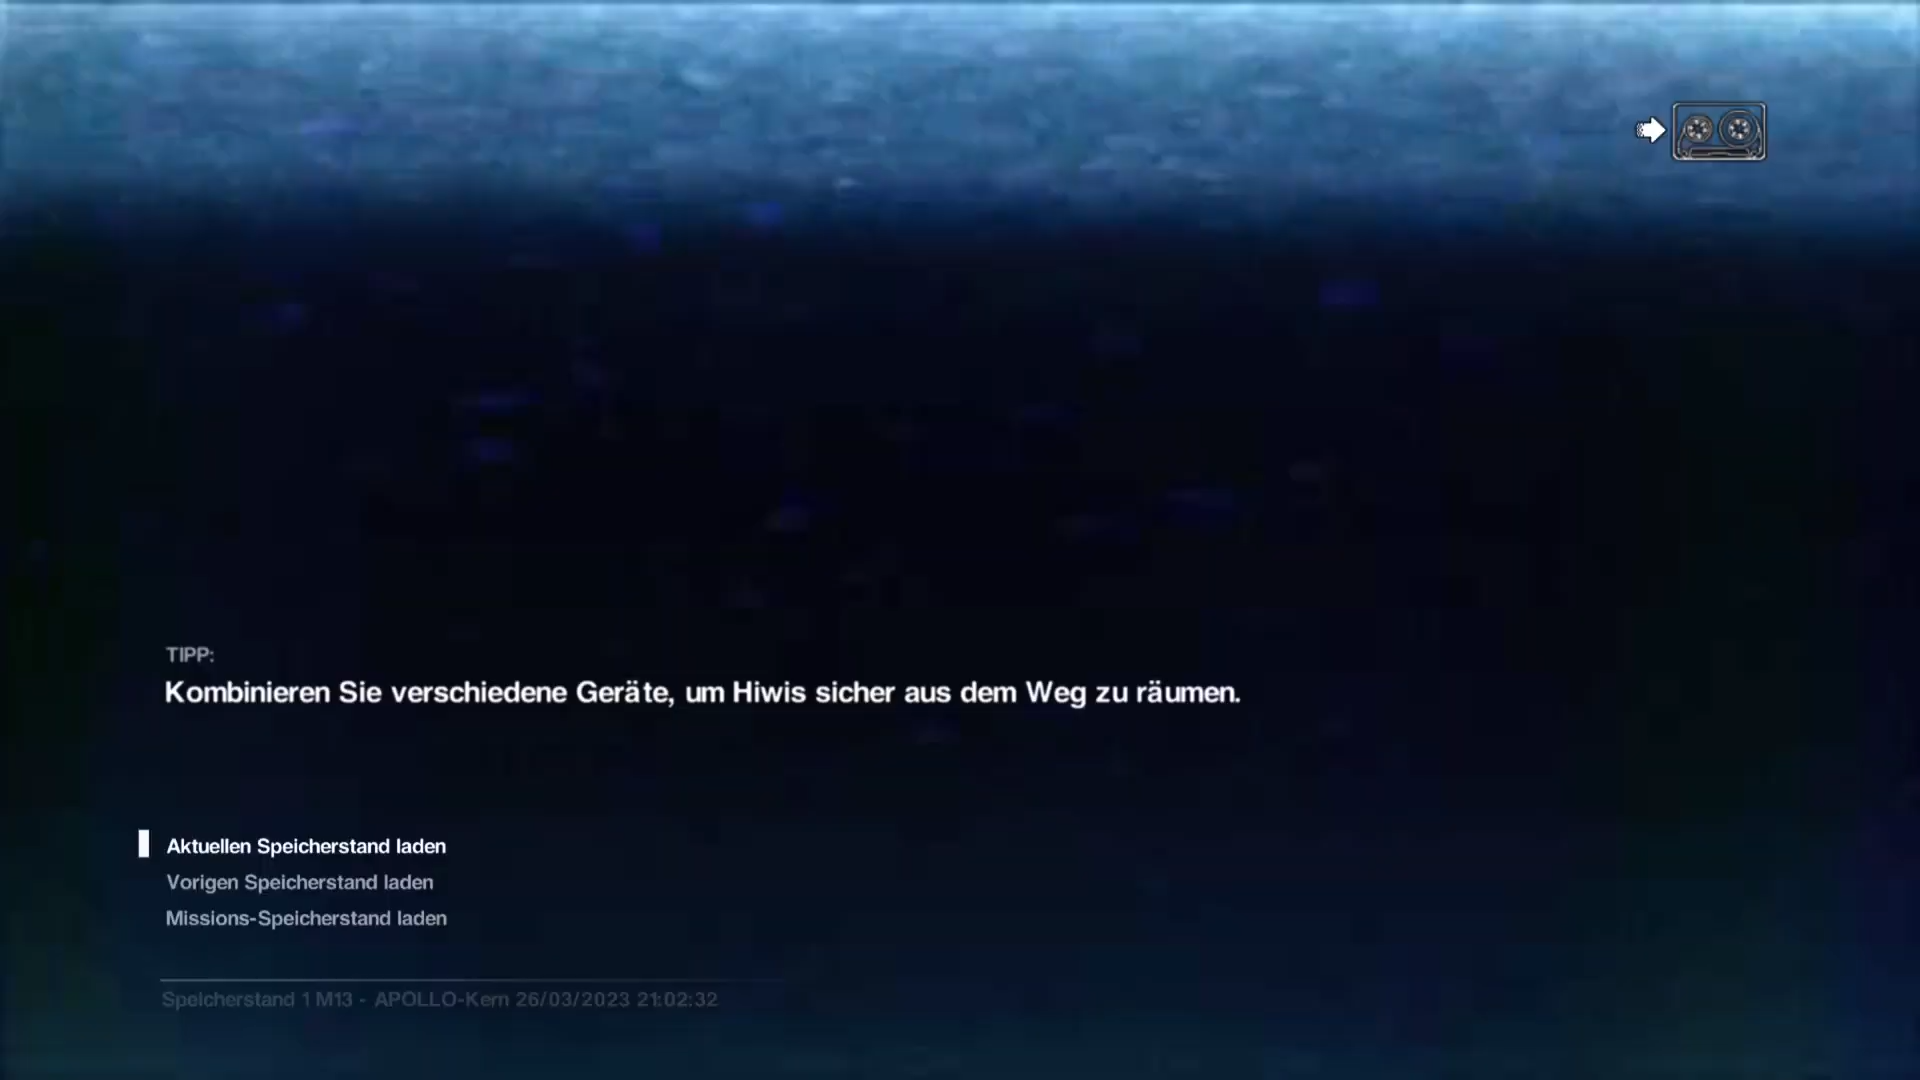 TIPP:
Kombinieren Sie verschiedene Geräte, um Hiwis sicher aus dem Weg zu räumen.
Aktuellen Speicherstand laden
Vorigen Speicherstand laden
Missions-Speicherstand laden
Speicherstand 1 M13 - APOLLO-Kern 26/03/2023 21:02:32